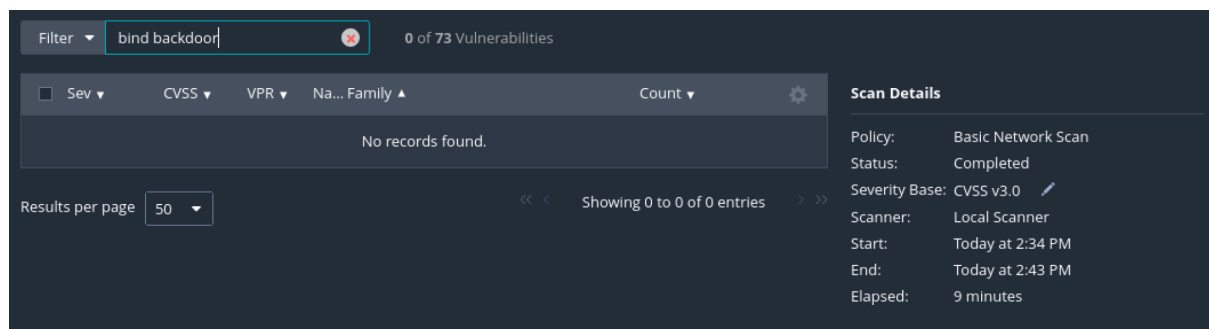 Filter bind backdoor 0 of 73 Vulnerabilities
Sev CVSS VPR Na... Family Count
No records found.
Results per page 50 Showing 0 to 0 of 0 entries
Scan Details
Policy: Basic Network Scan
Status: Completed
Severity Base: CVSS v3.0
Scanner: Local Scanner
Start: Today at 2:34 PM
End: Today at 2:43 PM
Elapsed: 9 minutes